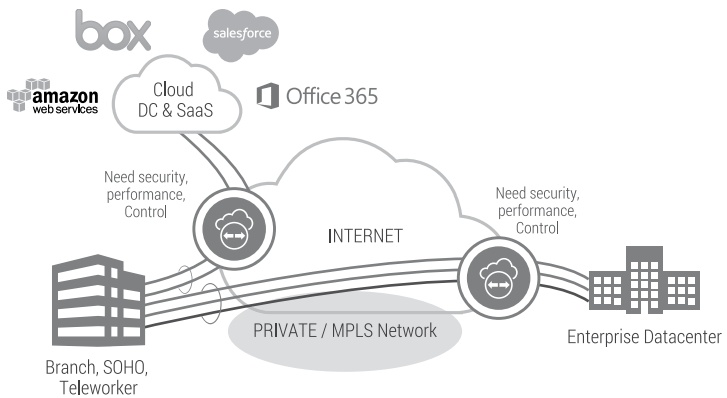 box
salesforce
amazon
web services
Cloud
DC & SaaS
Office 365
Need security,
performance,
Control
Need security,
performance,
Control
INTERNET
PRIVATE / MPLS Network
Enterprise Datacenter
Branch, SOHO,
Teleworker